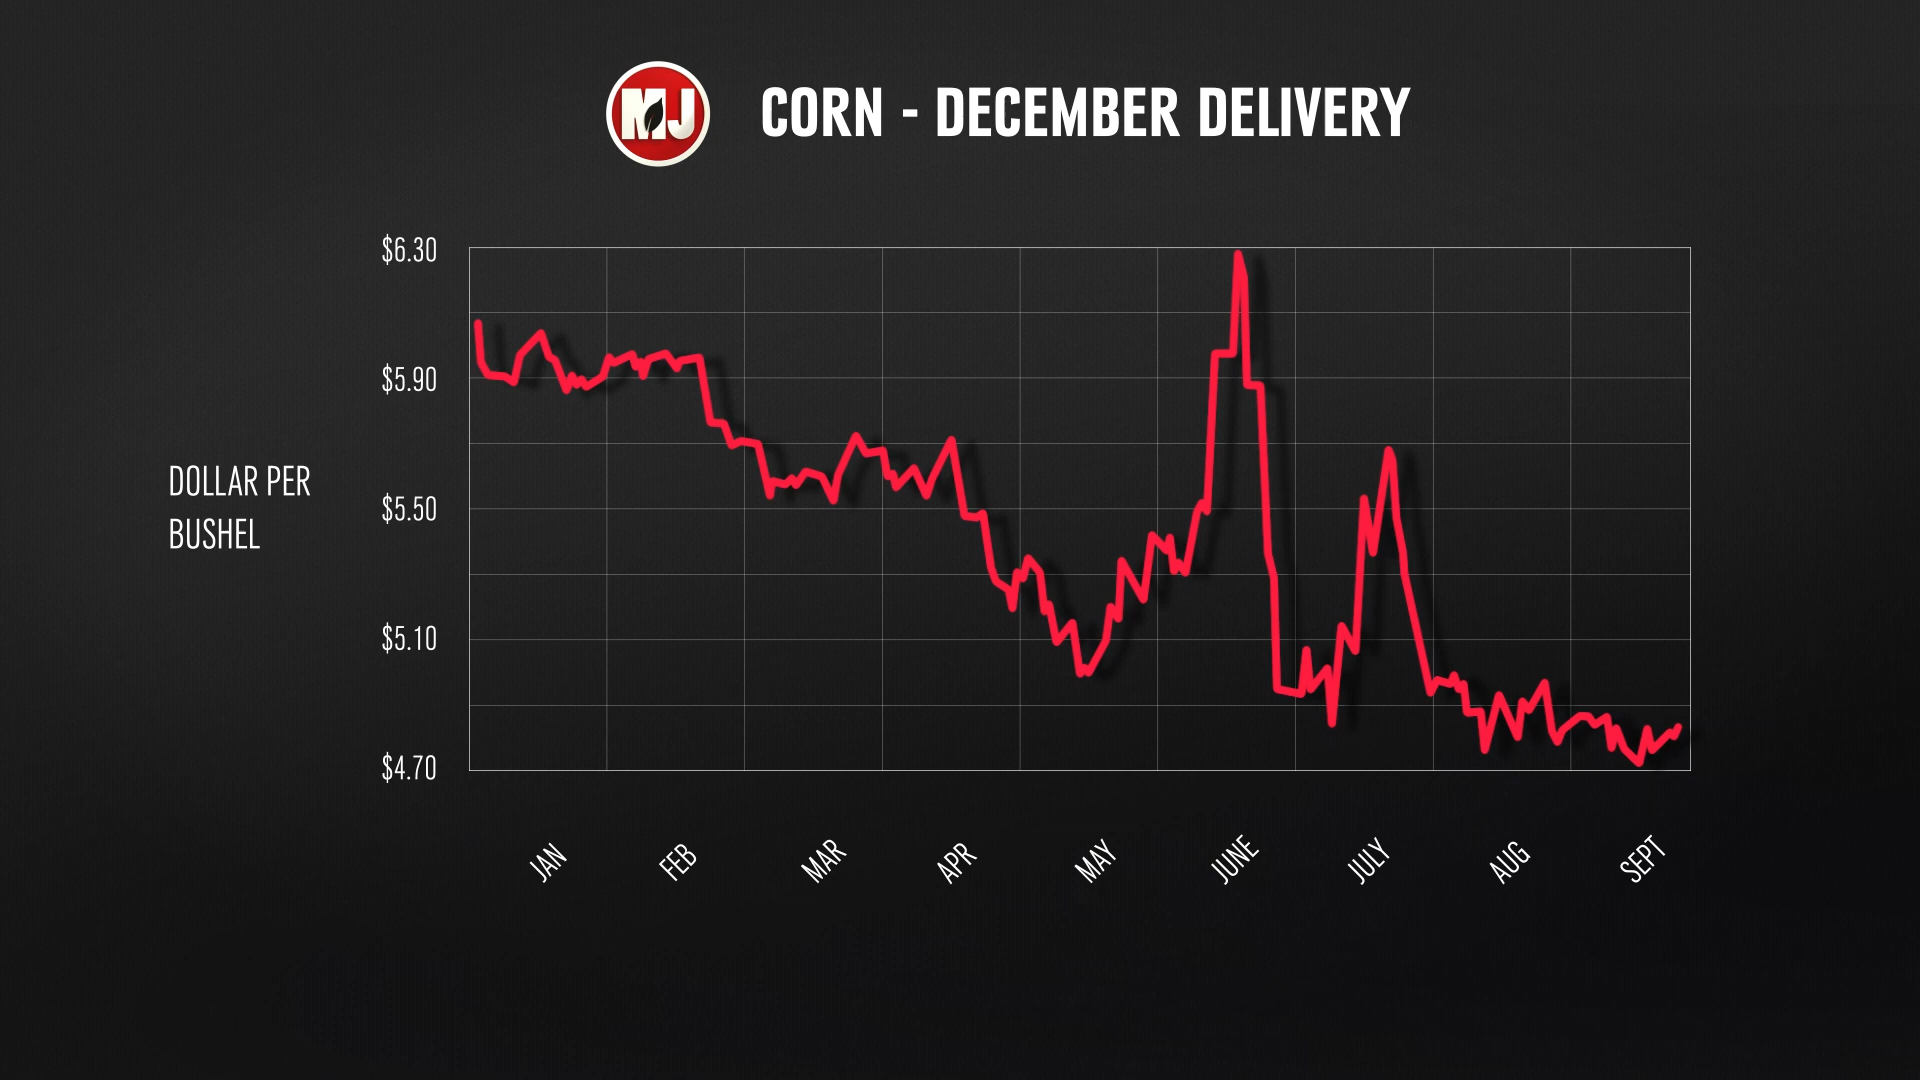 MJ
CORN - DECEMBER DELIVERY
$6.30
$5.90
$5.50
$5.10
$4.70
DOLLAR PER
BUSHEL
JAN
FEB
MAR
APR
MAY
JUNE
JULY
AUG
SEPT